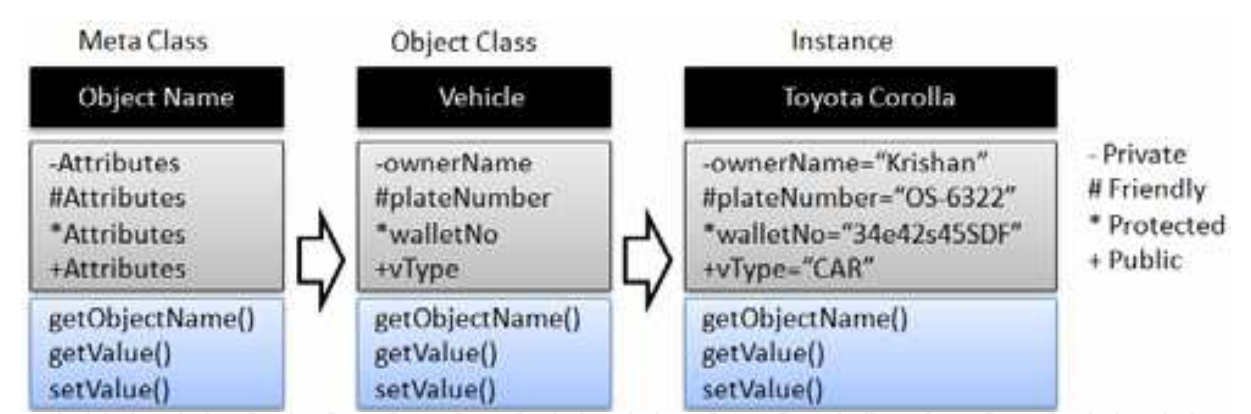 Meta Class
Object Name
-Attributes
#Attributes
*Attributes
+Attributes
getObjectName()
getValue()
setValue()
Object Class
Vehicle
-ownerName
#plateNumber
*walletNo
+vType
getObjectName()
getValue()
setValue()
Instance
Toyota Corolla
-ownerName=“Krishan”
#plateNumber=“OS-6322”
*walletNo=“34e42s45SDF”
+vType=“CAR”
getObjectName()
getValue()
setValue()
- Private
# Friendly
* Protected
+ Public